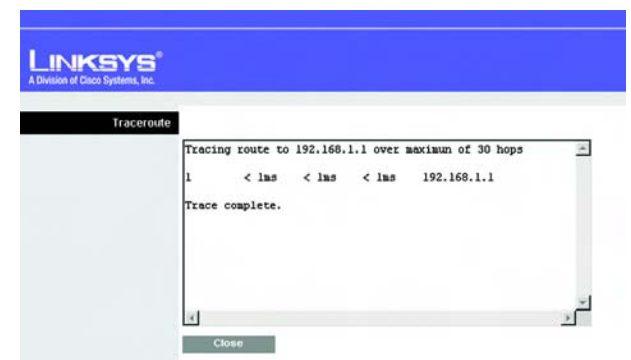 LINKSYS®
A Division of Cisco Systems, Inc.
Traceroute
Tracing route to 192.168.1.1 over maximun of 30 hops
1 < 1ms < 1ms < 1ms 192.168.1.1
Trace complete.
Close